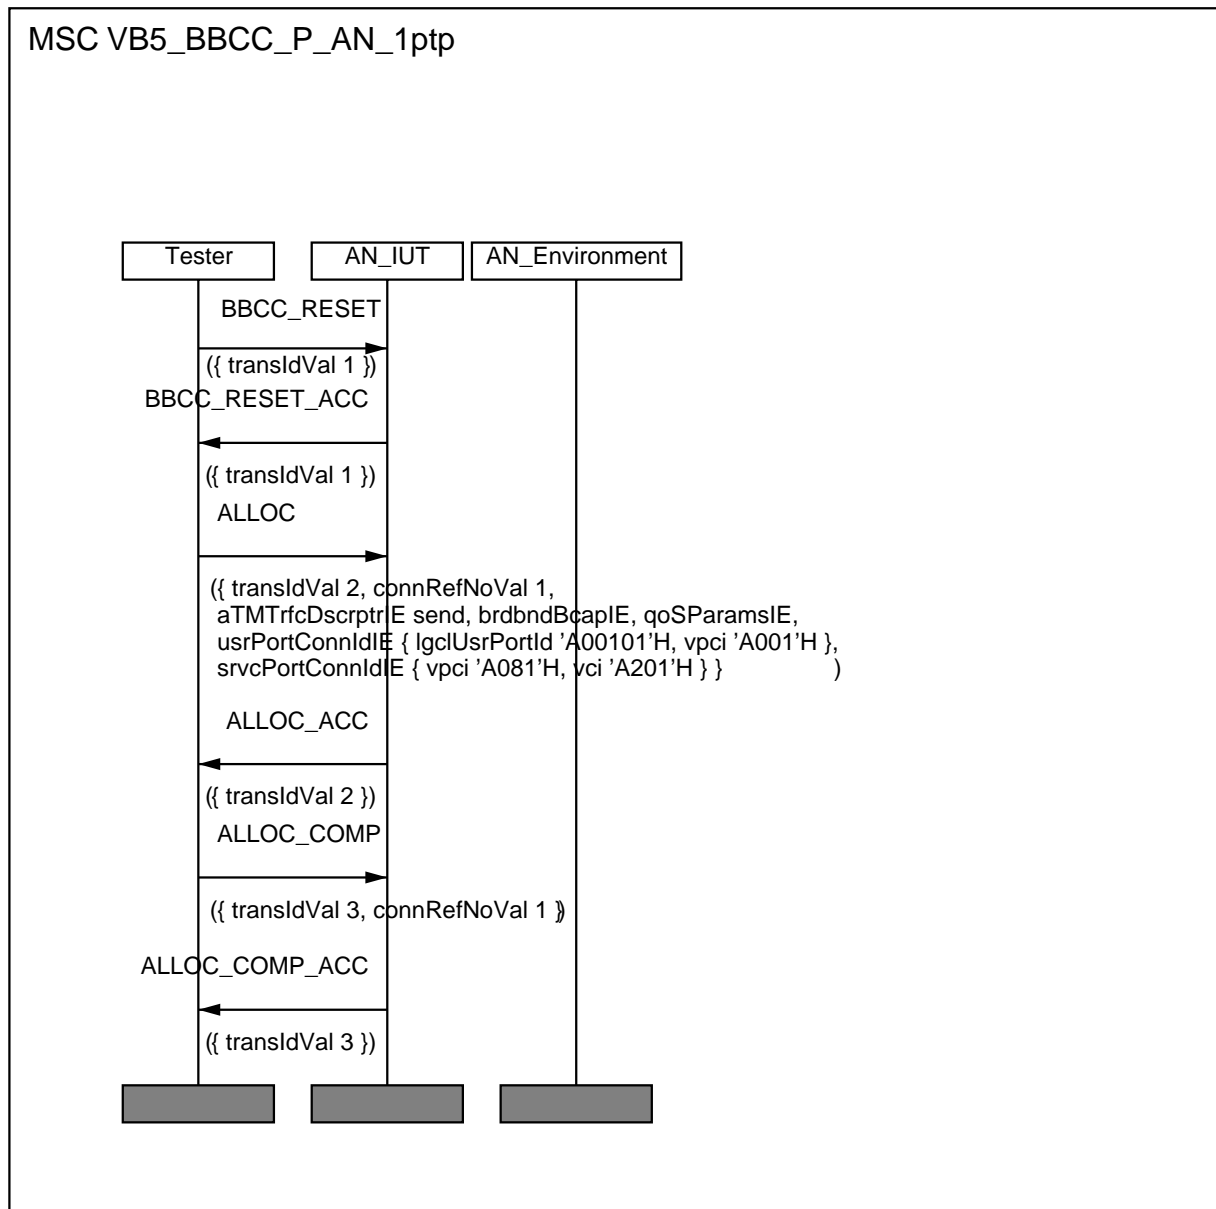 MSC VB5_BBCC_P_AN_1ptp
Tester AN_IUT AN_Environment
BBCC_RESET
({ transIdVal 1 })
BBCC_RESET_ACC
({ transIdVal 1 })
ALLOC
({ transIdVal 2, connRefNoVal 1,
aTMTrfcDscrptrIE send, brdbndBcapIE, qoSParamsIE,
usrPortConnIdIE { lgclUsrPortId 'A00101'H, vpci 'A001'H },
srvcPortConnIdIE { vpci 'A081'H, vci 'A201'H } } )
ALLOC_ACC
({ transIdVal 2 })
ALLOC_COMP
({ transIdVal 3, connRefNoVal 1 })
ALLOC_COMP_ACC
({ transIdVal 3 })